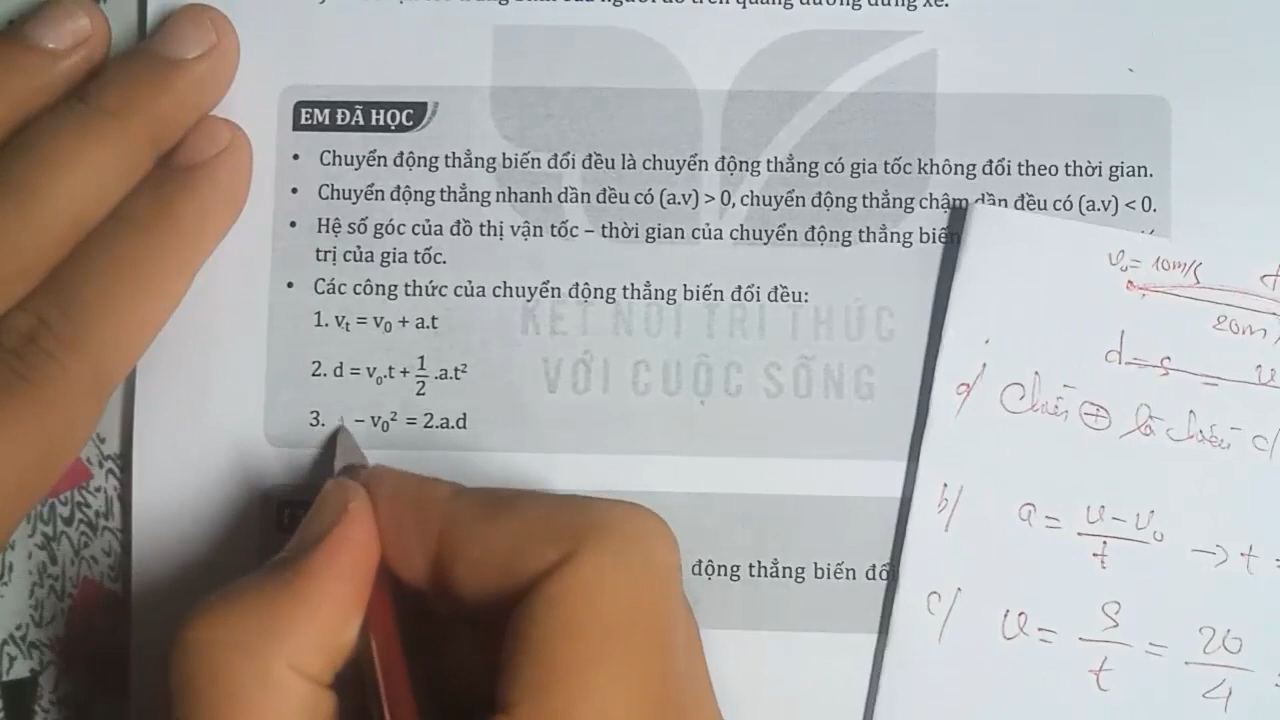 EM ĐÃ HỌC
• Chuyển động thẳng biến đổi đều là chuyển động thẳng có gia tốc không đổi theo thời gian.
• Chuyển động thẳng nhanh dần đều có (a.v) > 0, chuyển động thẳng chậm dần đều có (a.v) < 0.
• Hệ số góc của đồ thị vận tốc – thời gian của chuyển động thẳng biến
trị của gia tốc.
• Các công thức của chuyển động thẳng biến đổi đều:
1. vₜ = v₀ + a.t
2. d = v₀.t + 1/2 .a.t²
3. – v₀² = 2.a.d
KẾT NỐI TRI THỨC
VỚI CUỘC SỐNG
động thẳng biến đổi
v₀ = 10m/s
20m
d = s =
a/ Chiều ⊕ là chiều
b/ a = (v – v₀)/t → t =
c/ v = s/t = 20/4 =